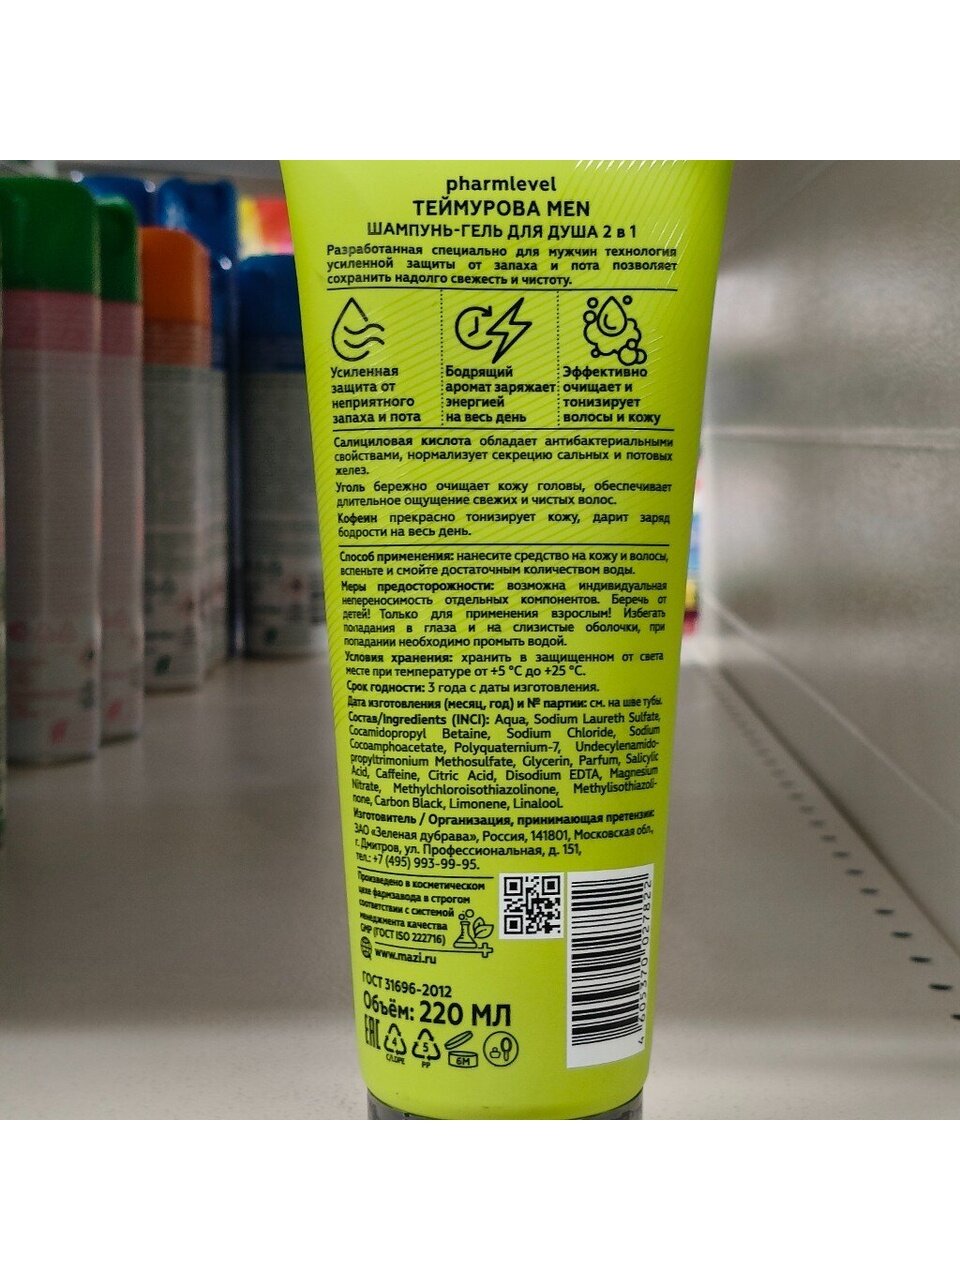 pharmlevel
ТЕЙМУРОВА MEN
ШАМПУНЬ-ГЕЛЬ ДЛЯ ДУША 2 в 1
Разработанная специально для мужчин технология
усиленной защиты от запаха и пота позволяет
сохранить надолго свежесть и чистоту.
Усиленная
защита от
неприятного
запаха и пота
Бодрящий
аромат заряжает
энергией
на весь день
Эффективно
очищает и
тонизирует
волосы и кожу
Салициловая кислота обладает антибактериальными
свойствами, нормализует секрецию сальных и потовых
желез.
Уголь бережно очищает кожу головы, обеспечивает
длительное ощущение свежих и чистых волос.
Кофеин прекрасно тонизирует кожу, дарит заряд
бодрости на весь день.
Способ применения: нанесите средство на кожу и волосы,
вспеньте и смойте достаточным количеством воды.
Меры предосторожности: возможна индивидуальная
непереносимость отдельных компонентов. Беречь от
детей! Только для применения взрослым! Избегать
попадания в глаза и на слизистые оболочки, при
попадании необходимо промыть водой.
Условия хранения: хранить в защищенном от света
месте при температуре от +5 °C до +25 °C.
Срок годности: 3 года с даты изготовления.
Дата изготовления (месяц, год) и № партии: см. на шве тубы.
Состав/Ingredients (INCI): Aqua, Sodium Laureth Sulfate,
Cocamidopropyl Betaine, Sodium Chloride, Sodium
Cocoamphoacetate, Polyquaternium-7, Undecylenamido-
propyltrimonium Methosulfate, Glycerin, Parfum, Salicylic
Acid, Caffeine, Citric Acid, Disodium EDTA, Magnesium
Nitrate, Methylchloroisothiazolinone, Methylisothiazoli-
none, Carbon Black, Limonene, Linalool.
Изготовитель / Организация, принимающая претензии:
ЗАО «Зеленая дубрава», Россия, 141801, Московская обл.,
г. Дмитров, ул. Профессиональная, д. 151,
тел.: +7 (495) 993-99-95.
Произведено в косметическом
цехе фармзавода в строгом
соответствии с системой
менеджмента качества
GMP (ГОСТ ISO 222716)
www.mazi.ru
ГОСТ 31696-2012
Объём: 220 МЛ
EAC
4
C/LDPE
5
PP
6M
4 605370 027822